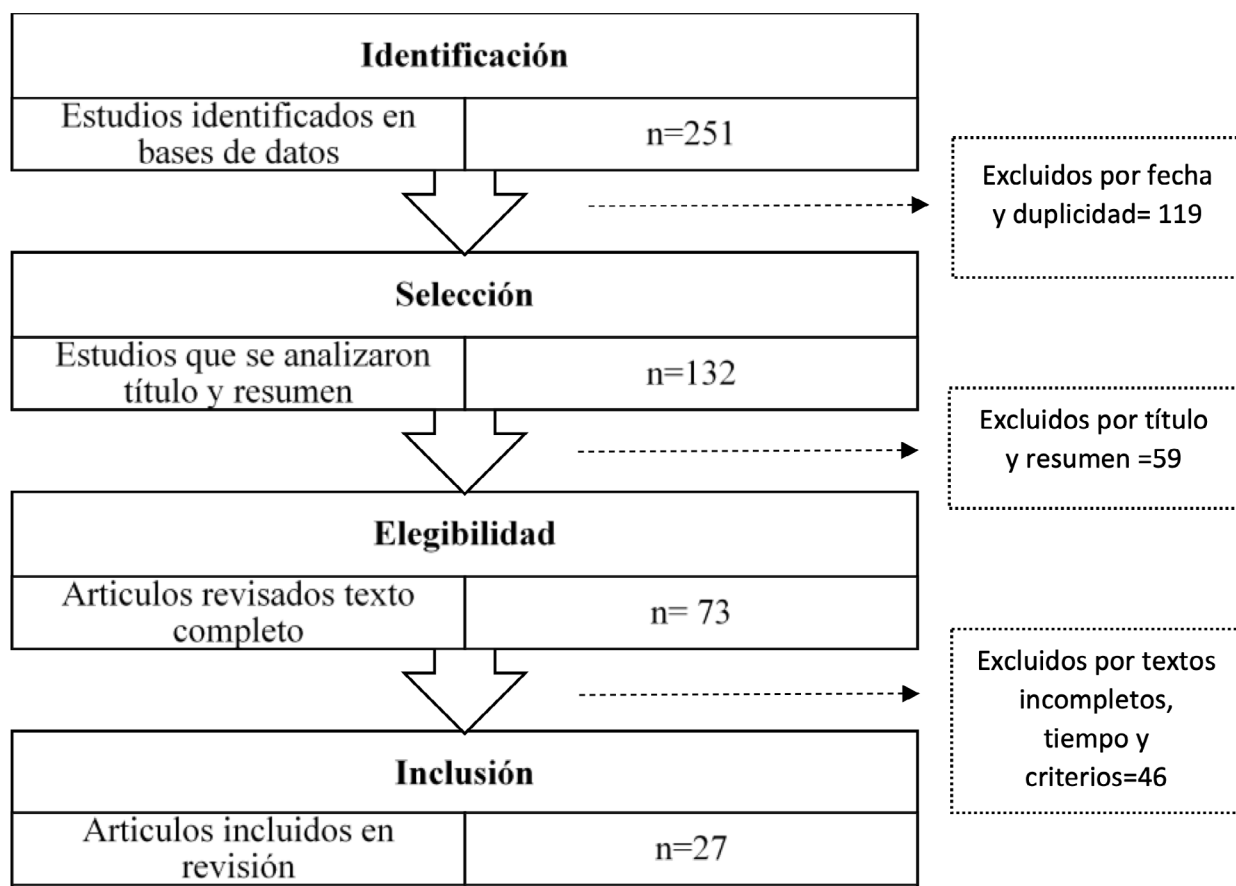 Identificación
Estudios identificados en
bases de datos
n=251
Excluidos por fecha
y duplicidad= 119
Selección
Estudios que se analizaron
título y resumen
n=132
Excluidos por título
y resumen =59
Elegibilidad
Articulos revisados texto
completo
n= 73
Excluidos por textos
incompletos,
tiempo y
criterios=46
Inclusión
Articulos incluidos en
revisión
n=27